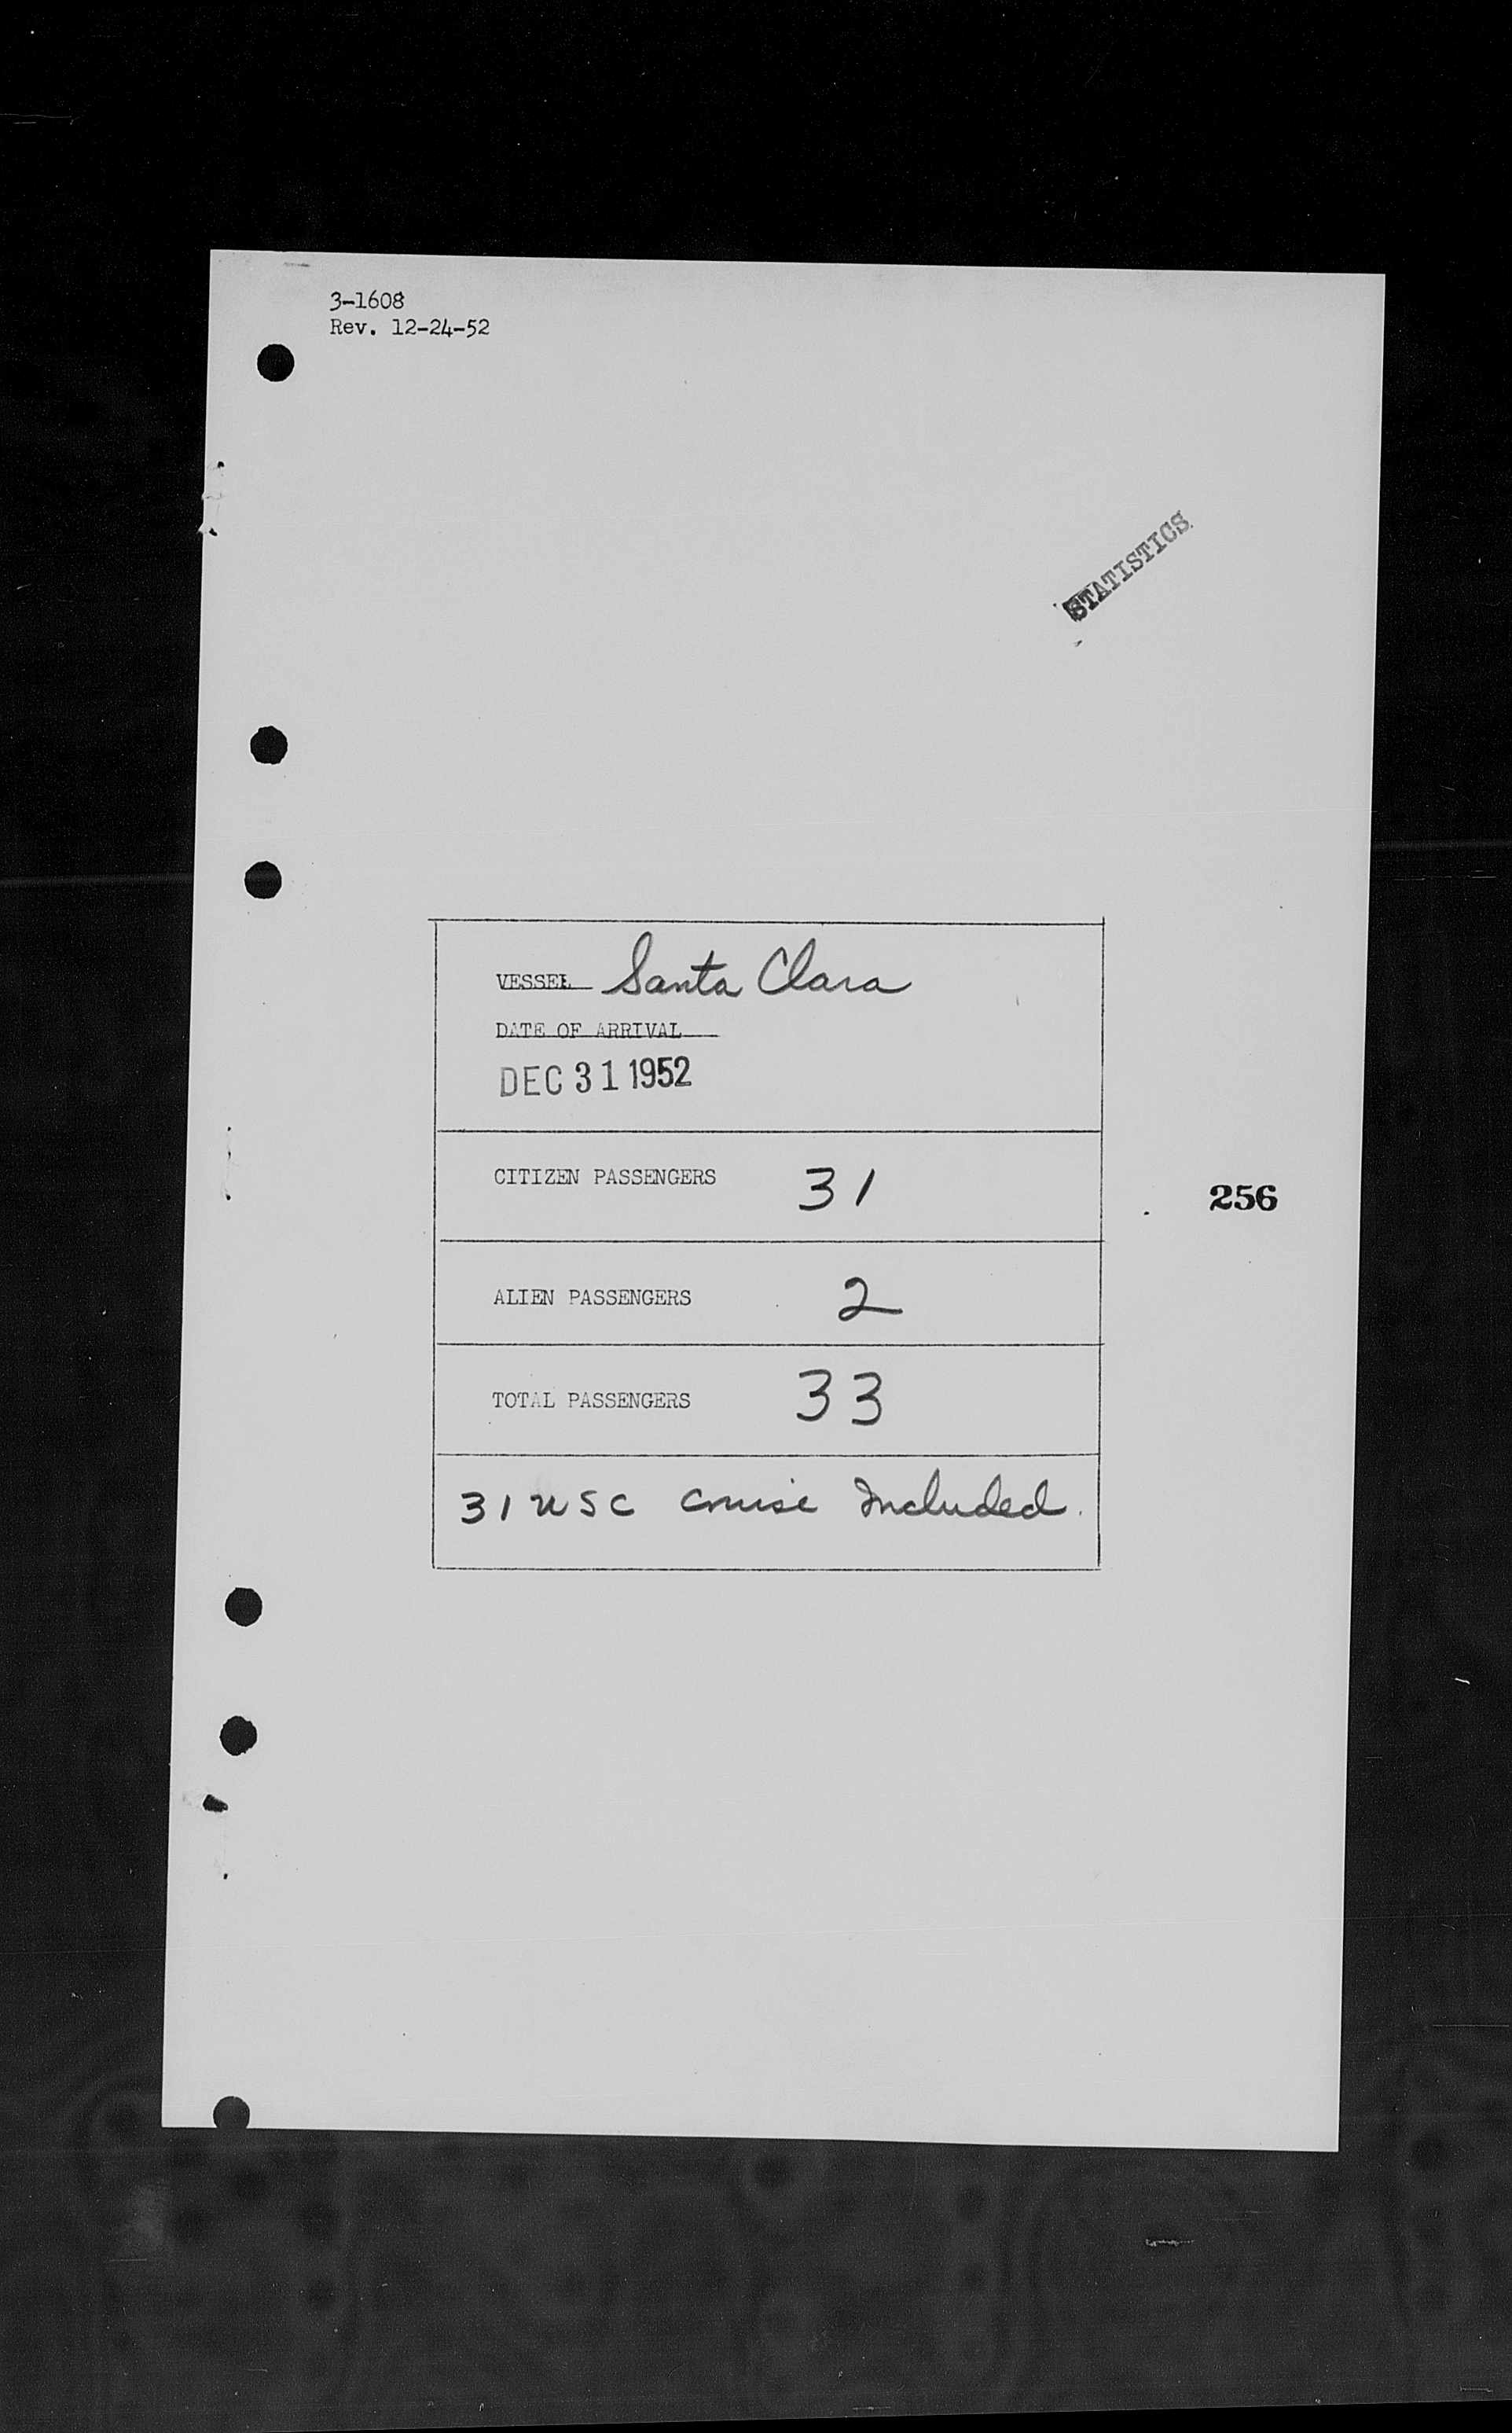 3-1608
Rev. 12-24-52
STATISTICS
VESSEL Santa Clara
DATE OF ARRIVAL
DEC 31 1952
CITIZEN PASSENGERS 31
256
ALIEN PASSENGERS 2
TOTAL PASSENGERS 33
31 USC Cruise Included.